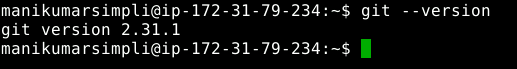 manikumarsimpli@ip-172-31-79-234:~$ git --version
git version 2.31.1
manikumarsimpli@ip-172-31-79-234:~$